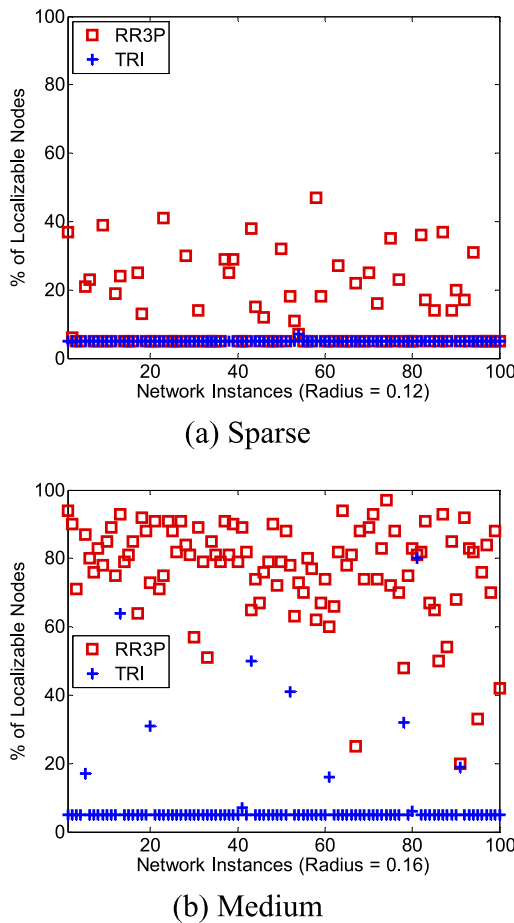 100
RR3P
TRI
80
60
40
20
0
% of Localizable Nodes
20
40
60
80
100
Network Instances (Radius = 0.12)
(a) Sparse
100
80
60
RR3P
TRI
40
20
0
% of Localizable Nodes
20
40
60
80
100
Network Instances (Radius = 0.16)
(b) Medium